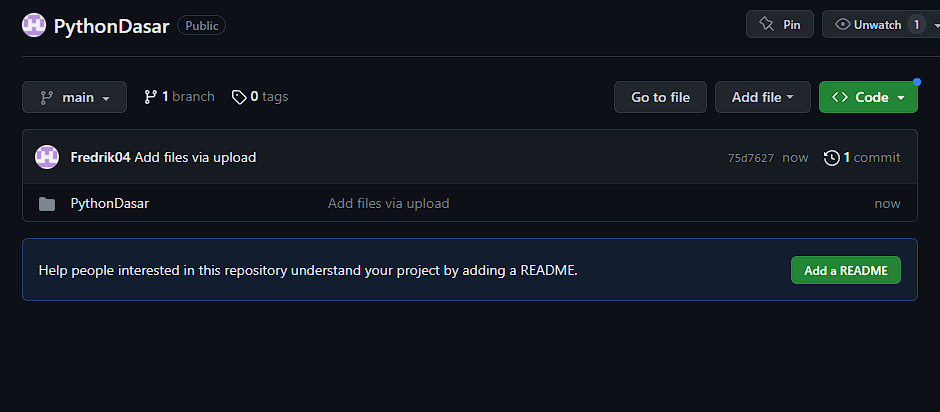 PythonDasar Public Pin Unwatch 1
main 1 branch 0 tags Go to file Add file Code
Fredrik04 Add files via upload 75d7627 now 1 commit
PythonDasar Add files via upload now
Help people interested in this repository understand your project by adding a README. Add a README